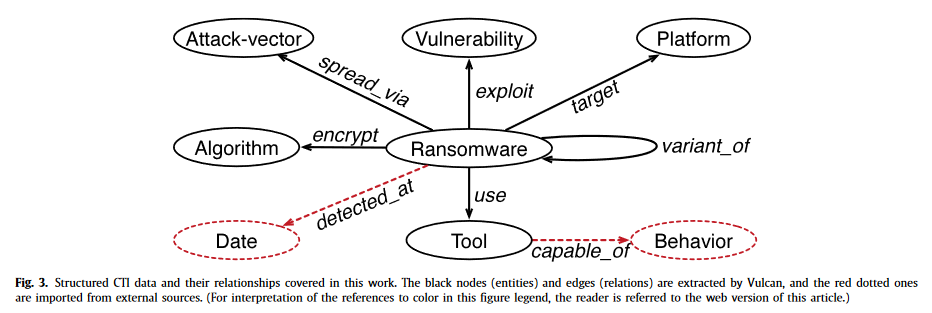 Attack-vector
Vulnerability
Platform
spread_via
exploit
target
Algorithm
encrypt
Ransomware
variant_of
detected_at
use
Date
Tool
capable_of
Behavior
Fig. 3. Structured CTI data and their relationships covered in this work. The black nodes (entities) and edges (relations) are extracted by Vulcan, and the red dotted ones
are imported from external sources. (For interpretation of the references to color in this figure legend, the reader is referred to the web version of this article.)